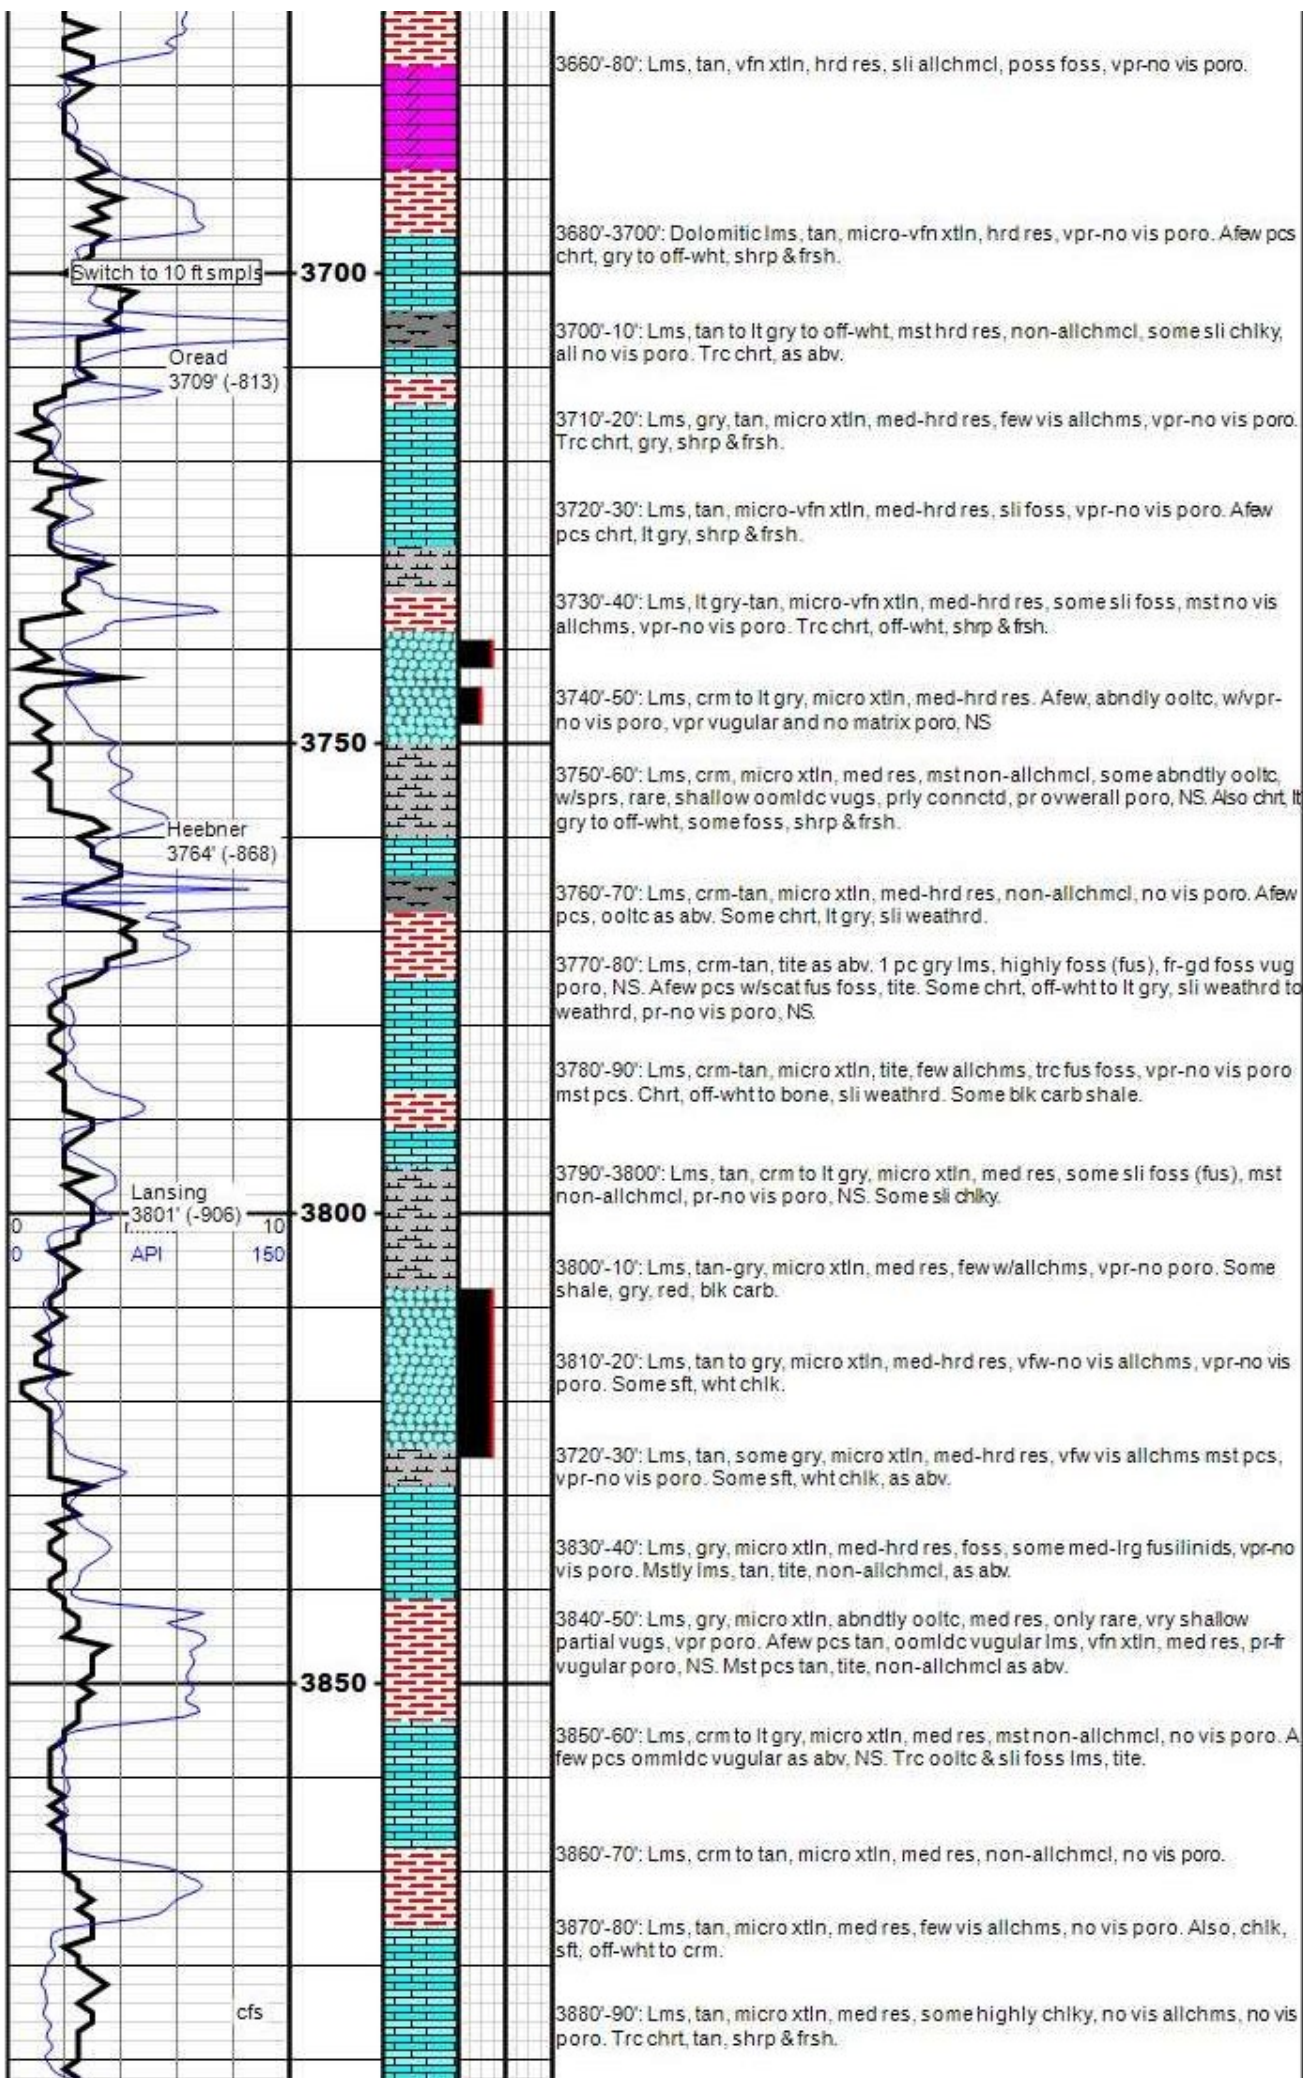 3660'-80': Lms, tan, vfn xtln, hrd res, sli allchmcl, poss foss, vpr-no vis poro.
3680'-3700': Dolomitic lms, tan, micro-vfn xtln, hrd res, vpr-no vis poro. Afew pcs
chrt, gry to off-wht, shrp & frsh.
Switch to 10 ft smpls
3700
3700'-10': Lms, tan to lt gry to off-wht, mst hrd res, non-allchmcl, some sli chlky,
all no vis poro. Trc chrt, as abv.
Oread
3709' (-813)
3710'-20': Lms, gry, tan, micro xtln, med-hrd res, few vis allchms, vpr-no vis poro.
Trc chrt, gry, shrp & frsh.
3720'-30': Lms, tan, micro-vfn xtln, med-hrd res, sli foss, vpr-no vis poro. Afew
pcs chrt, lt gry, shrp & frsh.
3730'-40': Lms, lt gry-tan, micro-vfn xtln, med-hrd res, some sli foss, mst no vis
allchms, vpr-no vis poro. Trc chrt, off-wht, shrp & frsh.
3740'-50': Lms, crm to lt gry, micro xtln, med-hrd res. Afew, abndly ooltc, w/vpr-
no vis poro, vpr vugular and no matrix poro, NS
3750
3750'-60': Lms, crm, micro xtln, med res, mst non-allchmcl, some abndtly ooltc,
w/sprs, rare, shallow oomldc vugs, prly connctd, pr ovwerall poro, NS. Also chrt, lt
gry to off-wht, some foss, shrp & frsh.
Heebner
3764' (-868)
3760'-70': Lms, crm-tan, micro xtln, med-hrd res, non-allchmcl, no vis poro. Afew
pcs, ooltc as abv. Some chrt, lt gry, sli weathrd.
3770'-80': Lms, crm-tan, tite as abv. 1 pc gry lms, highly foss (fus), fr-gd foss vug
poro, NS. Afew pcs w/scat fus foss, tite. Some chrt, off-wht to lt gry, sli weathrd to
weathrd, pr-no vis poro, NS.
3780'-90': Lms, crm-tan, micro xtln, tite, few allchms, trc fus foss, vpr-no vis poro
mst pcs. Chrt, off-wht to bone, sli weathrd. Some blk carb shale.
3790'-3800': Lms, tan, crm to lt gry, micro xtln, med res, some sli foss (fus), mst
non-allchmcl, pr-no vis poro, NS. Some sli chlky.
Lansing
3801' (-906)
0 10
3800
0 API 150
3800'-10': Lms, tan-gry, micro xtln, med res, few w/allchms, vpr-no poro. Some
shale, gry, red, blk carb.
3810'-20': Lms, tan to gry, micro xtln, med-hrd res, vfw-no vis allchms, vpr-no vis
poro. Some sft, wht chlk.
3720'-30': Lms, tan, some gry, micro xtln, med-hrd res, vfw vis allchms mst pcs,
vpr-no vis poro. Some sft, wht chlk, as abv.
3830'-40': Lms, gry, micro xtln, med-hrd res, foss, some med-lrg fusilinids, vpr-no
vis poro. Mstly lms, tan, tite, non-allchmcl, as abv.
3840'-50': Lms, gry, micro xtln, abndtly ooltc, med res, only rare, vry shallow
partial vugs, vpr poro. Afew pcs tan, oomldc vugular lms, vfn xtln, med res, pr-fr
vugular poro, NS. Mst pcs tan, tite, non-allchmcl as abv.
3850
3850'-60': Lms, crm to lt gry, micro xtln, med res, mst non-allchmcl, no vis poro. A
few pcs ommldc vugular as abv, NS. Trc ooltc & sli foss lms, tite.
3860'-70': Lms, crm to tan, micro xtln, med res, non-allchmcl, no vis poro.
3870'-80': Lms, tan, micro xtln, med res, few vis allchms, no vis poro. Also, chlk,
sft, off-wht to crm.
cfs
3880'-90': Lms, tan, micro xtln, med res, some highly chlky, no vis allchms, no vis
poro. Trc chrt, tan, shrp & frsh.